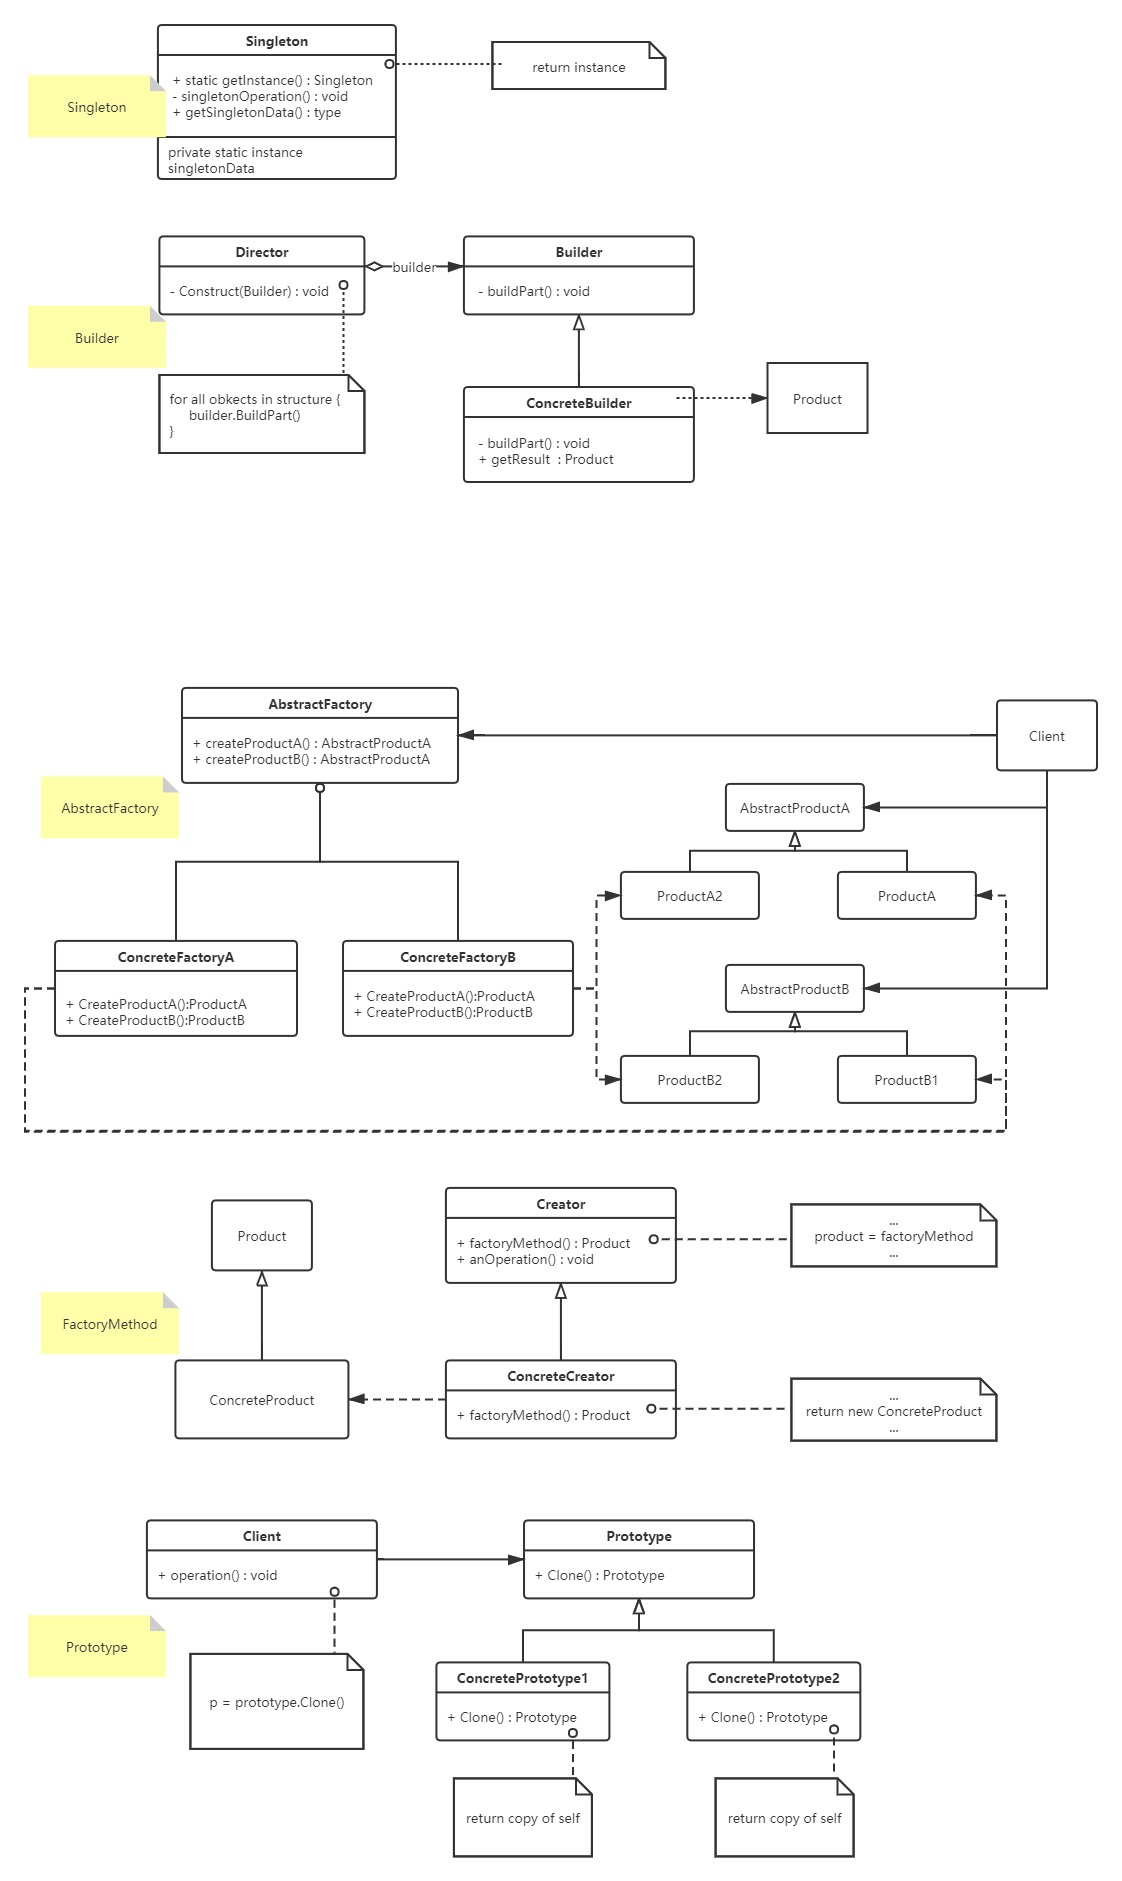 Singleton
Singleton
+ static getInstance() : Singleton
- singletonOperation() : void
+ getSingletonData() : type
private static instance
singletonData
return instance
Builder
Director
- Construct(Builder) : void
builder
Builder
- buildPart() : void
for all obkects in structure {
builder.BuildPart()
}
ConcreteBuilder
- buildPart() : void
+ getResult  : Product
Product
AbstractFactory
AbstractFactory
+ createProductA() : AbstractProductA
+ createProductB() : AbstractProductA
Client
AbstractProductA
ProductA2
ProductA
ConcreteFactoryA
+ CreateProductA():ProductA
+ CreateProductB():ProductB
ConcreteFactoryB
+ CreateProductA():ProductA
+ CreateProductB():ProductB
AbstractProductB
ProductB2
ProductB1
FactoryMethod
Product
Creator
+ factoryMethod() : Product
+ anOperation() : void
...
product = factoryMethod
...
ConcreteProduct
ConcreteCreator
+ factoryMethod() : Product
...
return new ConcreteProduct
...
Prototype
Client
+ operation() : void
Prototype
+ Clone() : Prototype
p = prototype.Clone()
ConcretePrototype1
+ Clone() : Prototype
ConcretePrototype2
+ Clone() : Prototype
return copy of self
return copy of self